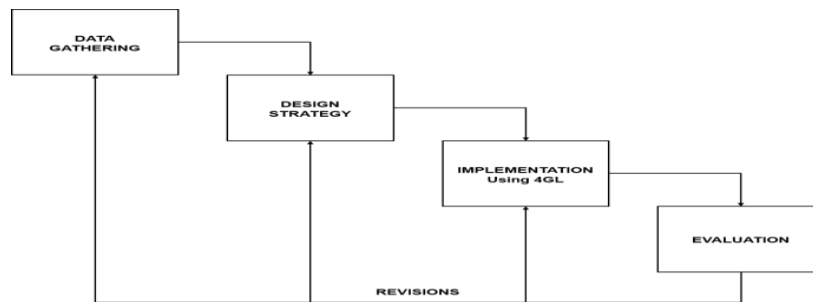 DATA
GATHERING
DESIGN
STRATEGY
IMPLEMENTATION
Using 4GL
EVALUATION
REVISIONS